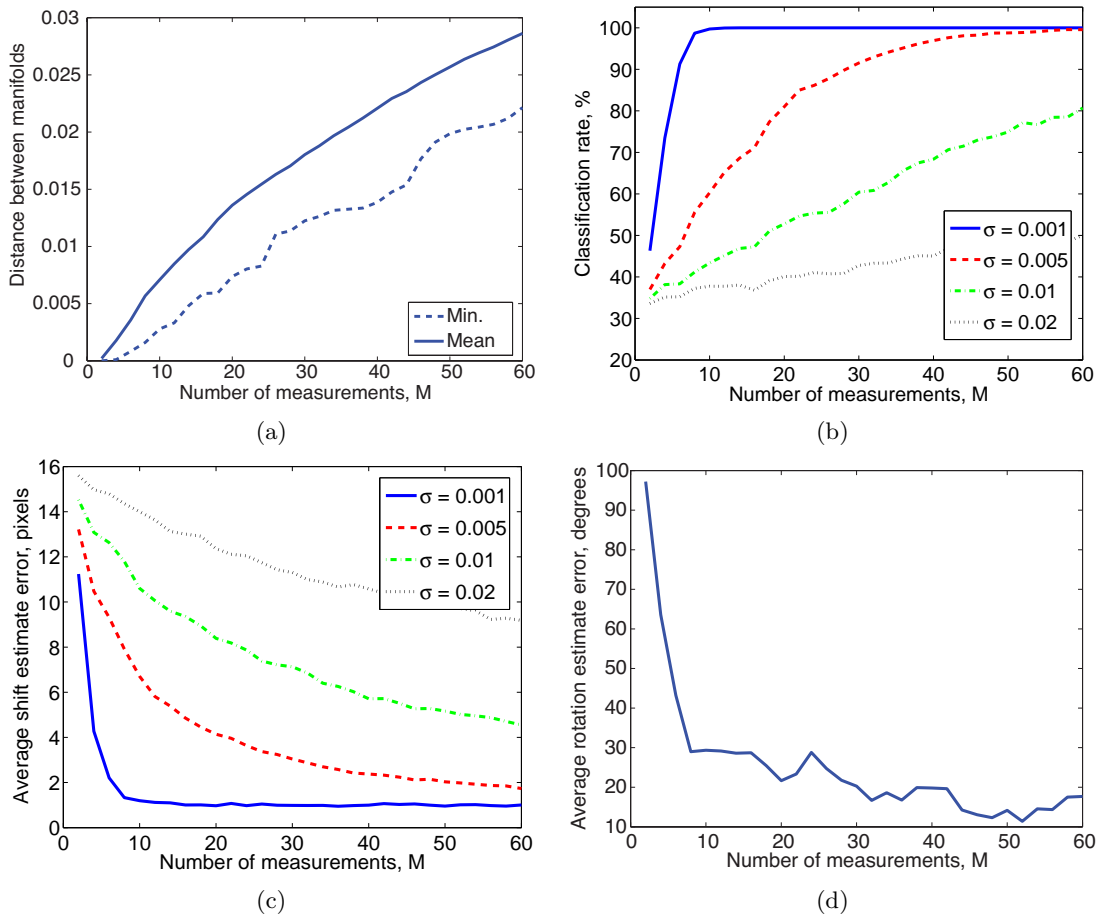 0.03
0.025
0.02
0.015
0.01
0.005
0
Distance between manifolds
0 10 20 30 40 50 60
Number of measurements, M
Min.
Mean
(a)
100
90
80
70
60
50
40
30
20
Classification rate, %
0 10 20 30 40 50 60
Number of measurements, M
σ = 0.001
σ = 0.005
σ = 0.01
σ = 0.02
(b)
16
14
12
10
8
6
4
2
0
Average shift estimate error, pixels
0 10 20 30 40 50 60
Number of measurements, M
σ = 0.001
σ = 0.005
σ = 0.01
σ = 0.02
(c)
100
90
80
70
60
50
40
30
20
10
Average rotation estimate error, degrees
0 10 20 30 40 50 60
Number of measurements, M
(d)